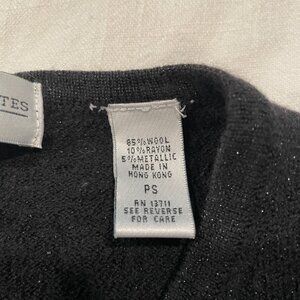 TES
85% WOOL
10% RAYON
5% METALLIC
MADE IN
HONG KONG
PS
RN 13711
SEE REVERSE
FOR CARE